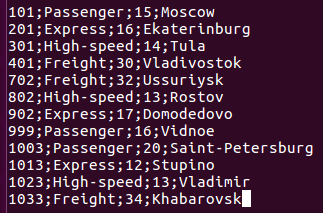 101;Passenger;15;Moscow
201;Express;16;Ekaterinburg
301;High-speed;14;Tula
401;Freight;30;Vladivostok
702;Freight;32;Ussuriysk
802;High-speed;13;Rostov
902;Express;17;Domodedovo
999;Passenger;16;Vidnoe
1003;Passenger;20;Saint-Petersburg
1013;Express;12;Stupino
1023;High-speed;13;Vladimir
1033;Freight;34;Khabarovsk